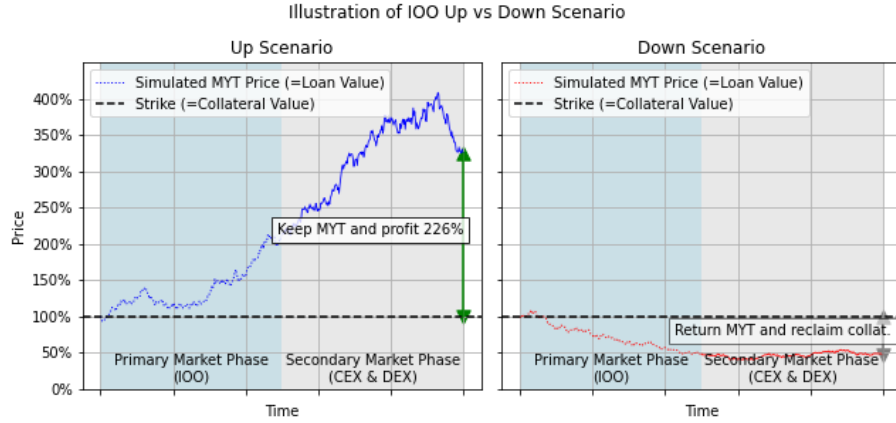 Illustration of IOO Up vs Down Scenario
Up Scenario
Simulated MYT Price (=Loan Value)
Strike (=Collateral Value)
400%
350%
300%
250%
200%
150%
100%
50%
0%
Price
Keep MYT and profit 226%
Primary Market Phase
(IOO)
Secondary Market Phase
(CEX & DEX)
Time
Down Scenario
Simulated MYT Price (=Loan Value)
Strike (=Collateral Value)
Return MYT and reclaim collat.
Primary Market Phase
(IOO)
Secondary Market Phase
(CEX & DEX)
Time